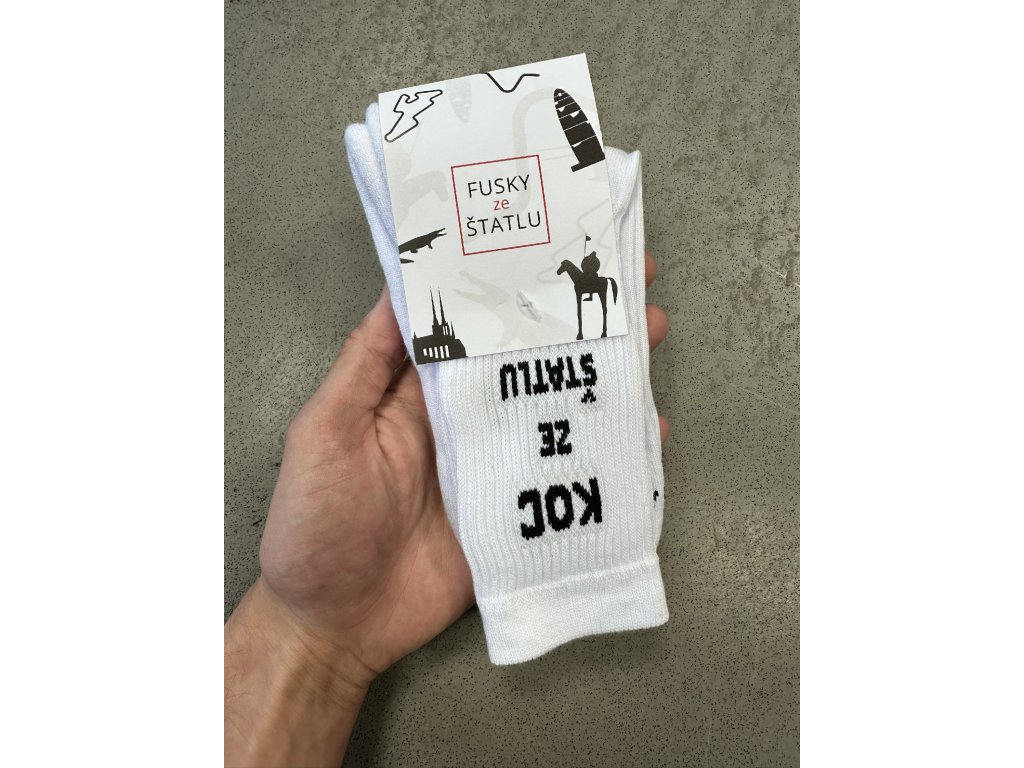 FUSKY
ze
ŠTATLU
KOC
ZE
ŠTATLU